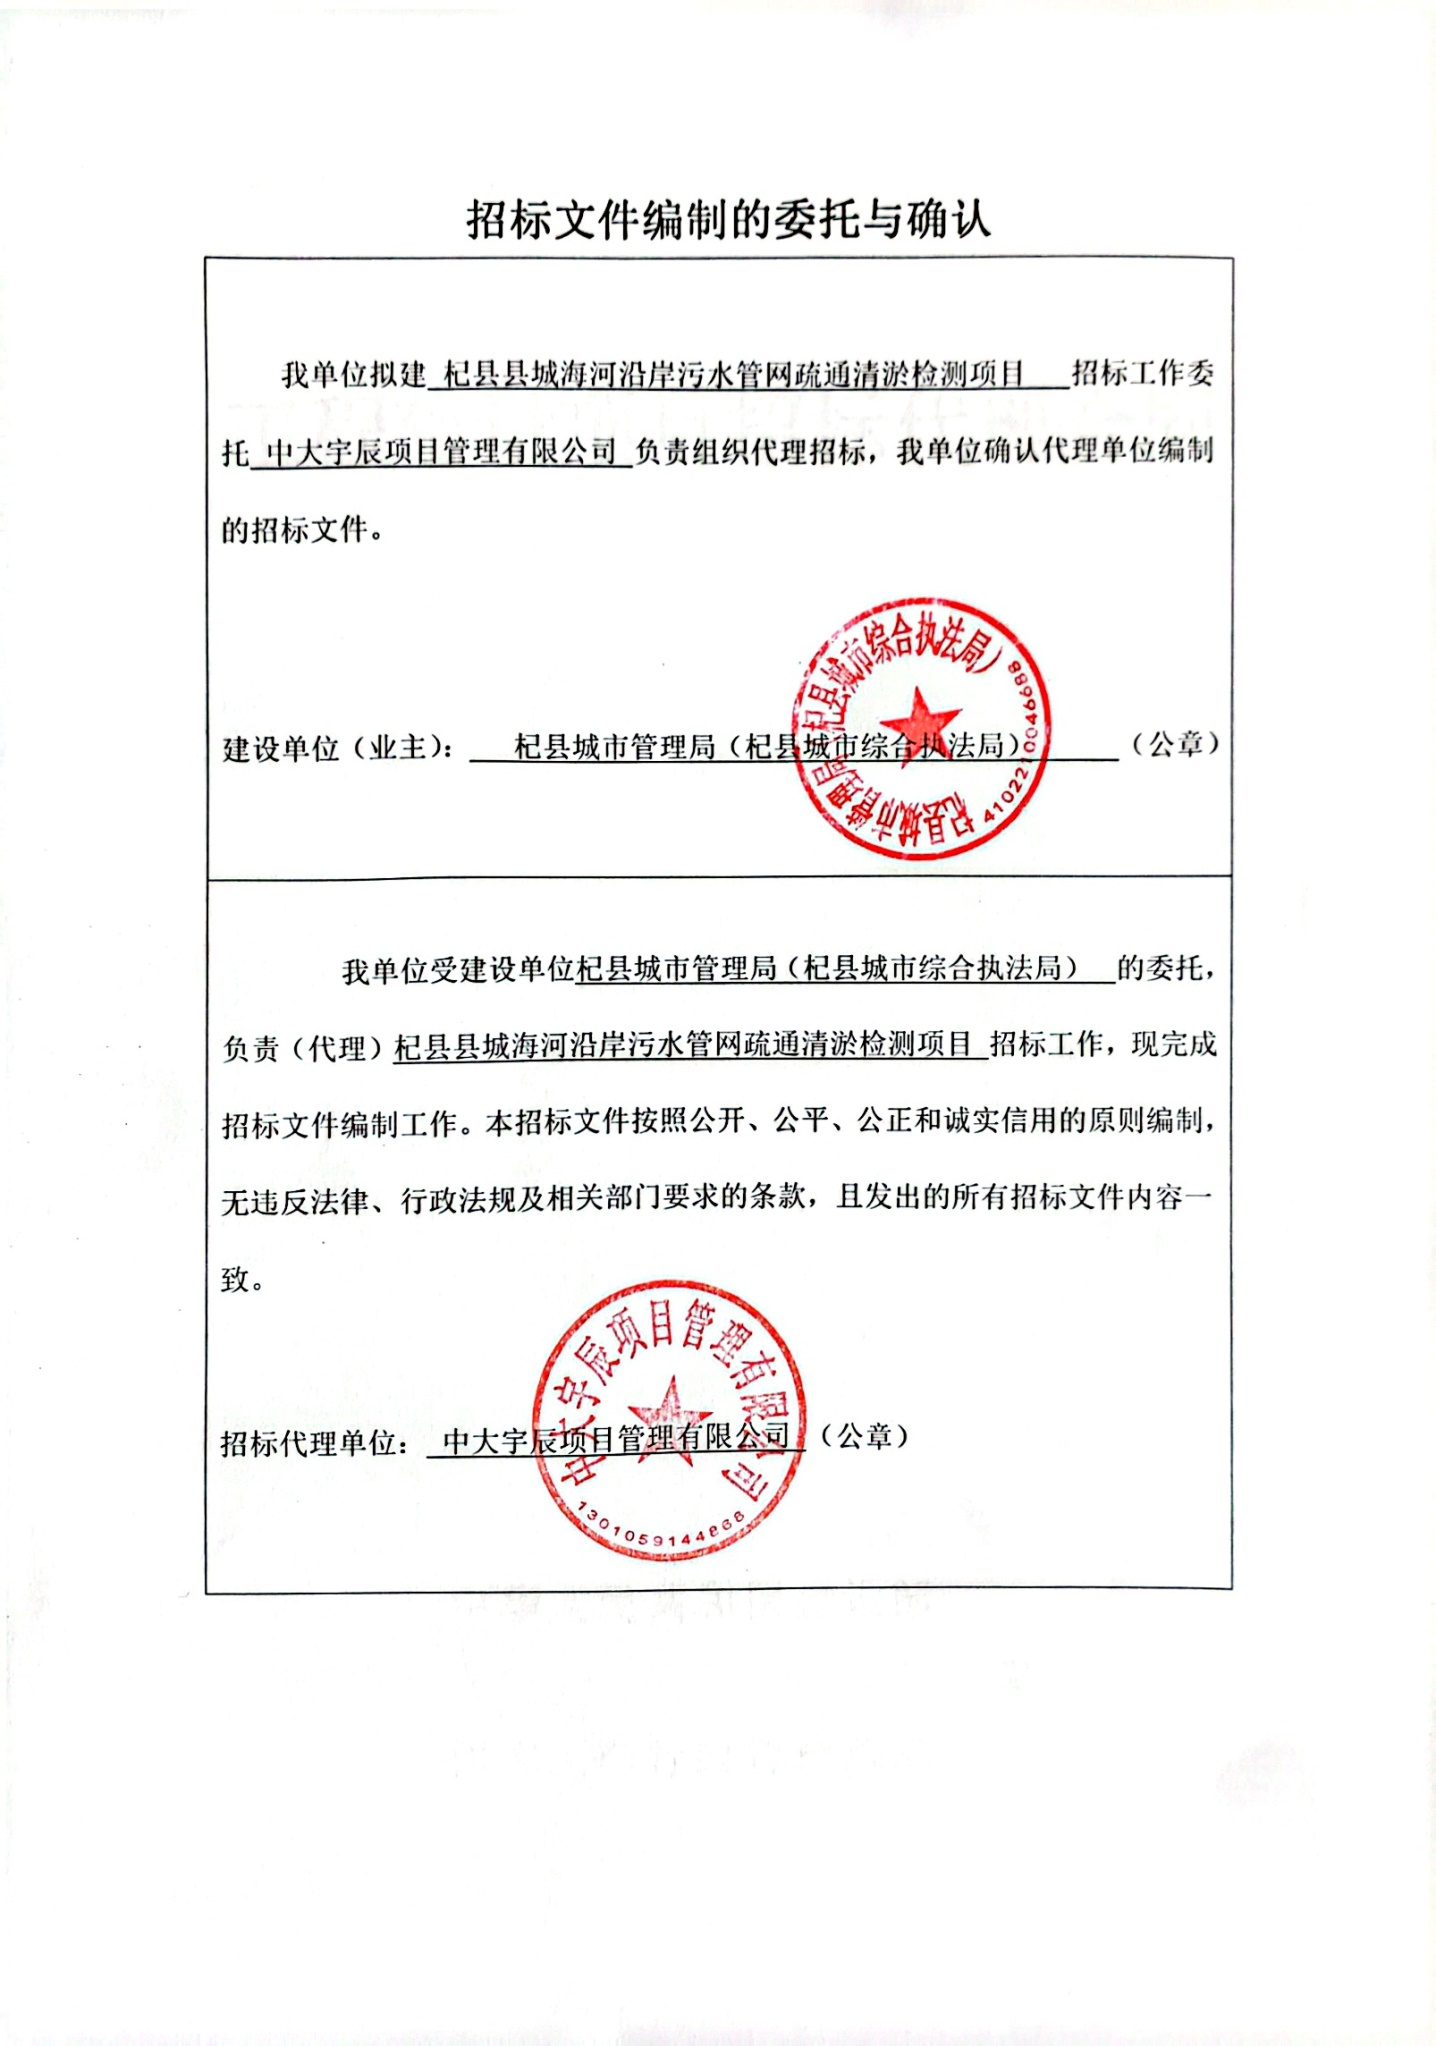 招标文件编制的委托与确认
我单位拟建 杞县县城海河沿岸污水管网疏通清淤检测项目 招标工作委
托 中大宇辰项目管理有限公司 负责组织代理招标，我单位确认代理单位编制
的招标文件。
建设单位（业主）： 杞县城市管理局（杞县城市综合执法局） （公章）
杞县城市管理局（杞县城市综合执法局）
4102210046988
我单位受建设单位杞县城市管理局（杞县城市综合执法局） 的委托，
负责（代理）杞县县城海河沿岸污水管网疏通清淤检测项目 招标工作，现完成
招标文件编制工作。本招标文件按照公开、公平、公正和诚实信用的原则编制，
无违反法律、行政法规及相关部门要求的条款，且发出的所有招标文件内容一
致。
招标代理单位： 中大宇辰项目管理有限公司 （公章）
中大宇辰项目管理有限公司
1301059144868